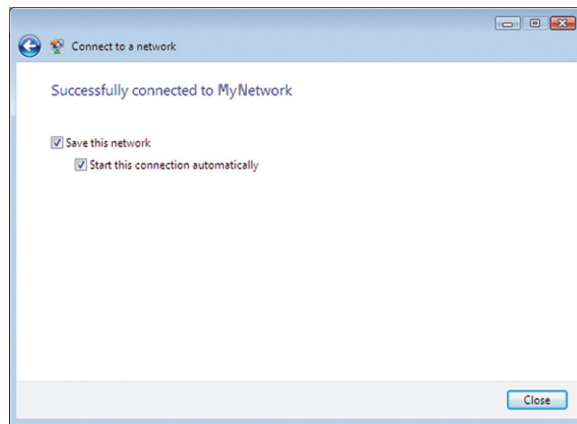 Connect to a network
Successfully connected to MyNetwork
Save this network
Start this connection automatically
Close